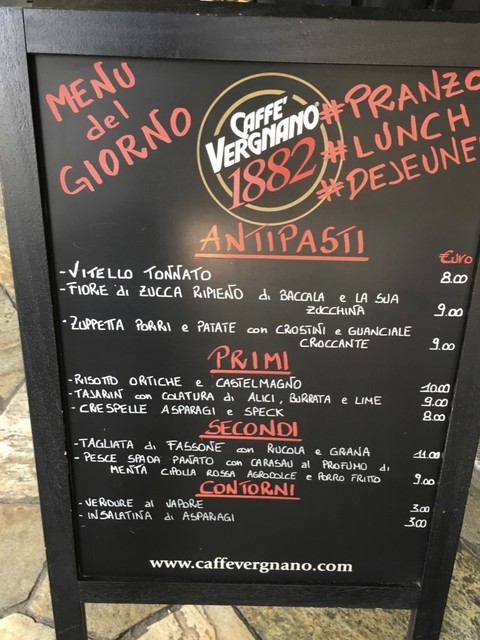 MENU
del
GIORNO
CAFFE'
VERGNANO
1882
#PRANZO
#LUNCH
#DEJEUNE
ANTIPASTI
€URO
- VITELLO TONNATO 8.00
- FIORE di ZUCCA RIPIENO di BACCALA e LA SUA
ZUCCHINA 9.00
- ZUPPETTA PORRI e PATATE con CROSTINI e GUANCIALE
CROCCANTE 9.00
PRIMI
- RISOTTO ORTICHE e CASTELMAGNO 10.00
- TAJARIN con COLATURA di ALICI, BURRATA e LIME 9.00
- CRESPELLE ASPARAGI e SPECK 8.00
SECONDI
- TAGLIATA di FASSONE con RUCOLA e GRANA 11.00
- PESCE SPADA PANATO con CARASAU al PROFUMO di
MENTA CIPOLLA ROSSA AGRODOLCE e PORRO FRITTO 9.00
CONTORNI
- VERDURE al VAPORE 3.00
- INSALATINA di ASPARAGI 3.00
www.caffevergnano.com